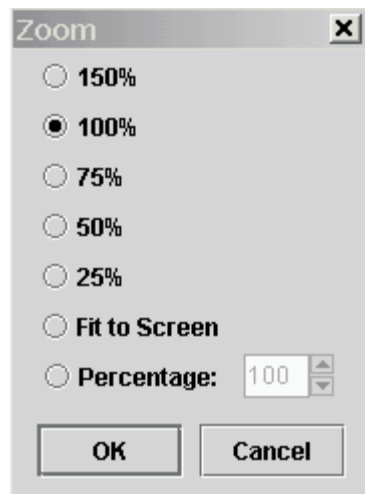 Zoom
150%
100%
75%
50%
25%
Fit to Screen
Percentage: 100
OK Cancel